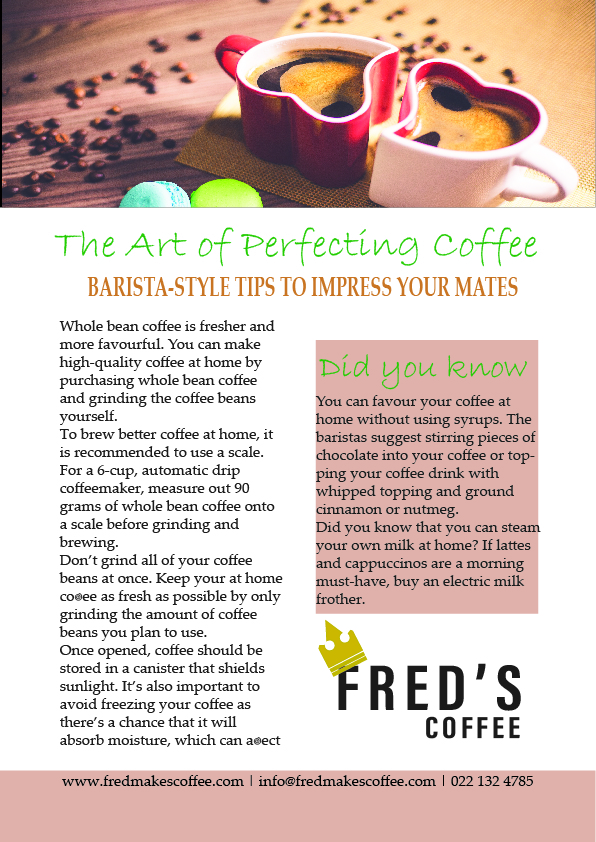 The Art of Perfecting Coffee
BARISTA-STYLE TIPS TO IMPRESS YOUR MATES
Whole bean coffee is fresher and
more favourful. You can make
high-quality coffee at home by
purchasing whole bean coffee
and grinding the coffee beans
yourself.
To brew better coffee at home, it
is recommended to use a scale.
For a 6-cup, automatic drip
coffeemaker, measure out 90
grams of whole bean coffee onto
a scale before grinding and
brewing.
Don’t grind all of your coffee
beans at once. Keep your at home
as fresh as possible by only
grinding the amount of coffee
beans you plan to use.
Once opened, coffee should be
stored in a canister that shields
sunlight. It’s also important to
avoid freezing your coffee as
there’s a chance that it will
absorb moisture, which can
Did you know
You can favour your coffee at
home without using syrups. The
baristas suggest stirring pieces of
chocolate into your coffee or top-
ping your coffee drink with
whipped topping and ground
cinnamon or nutmeg.
Did you know that you can steam
your own milk at home? If lattes
and cappuccinos are a morning
must-have, buy an electric milk
frother.
FRED’S
COFFEE
www.fredmakescoffee.com | info@fredmakescoffee.com | 022 132 4785